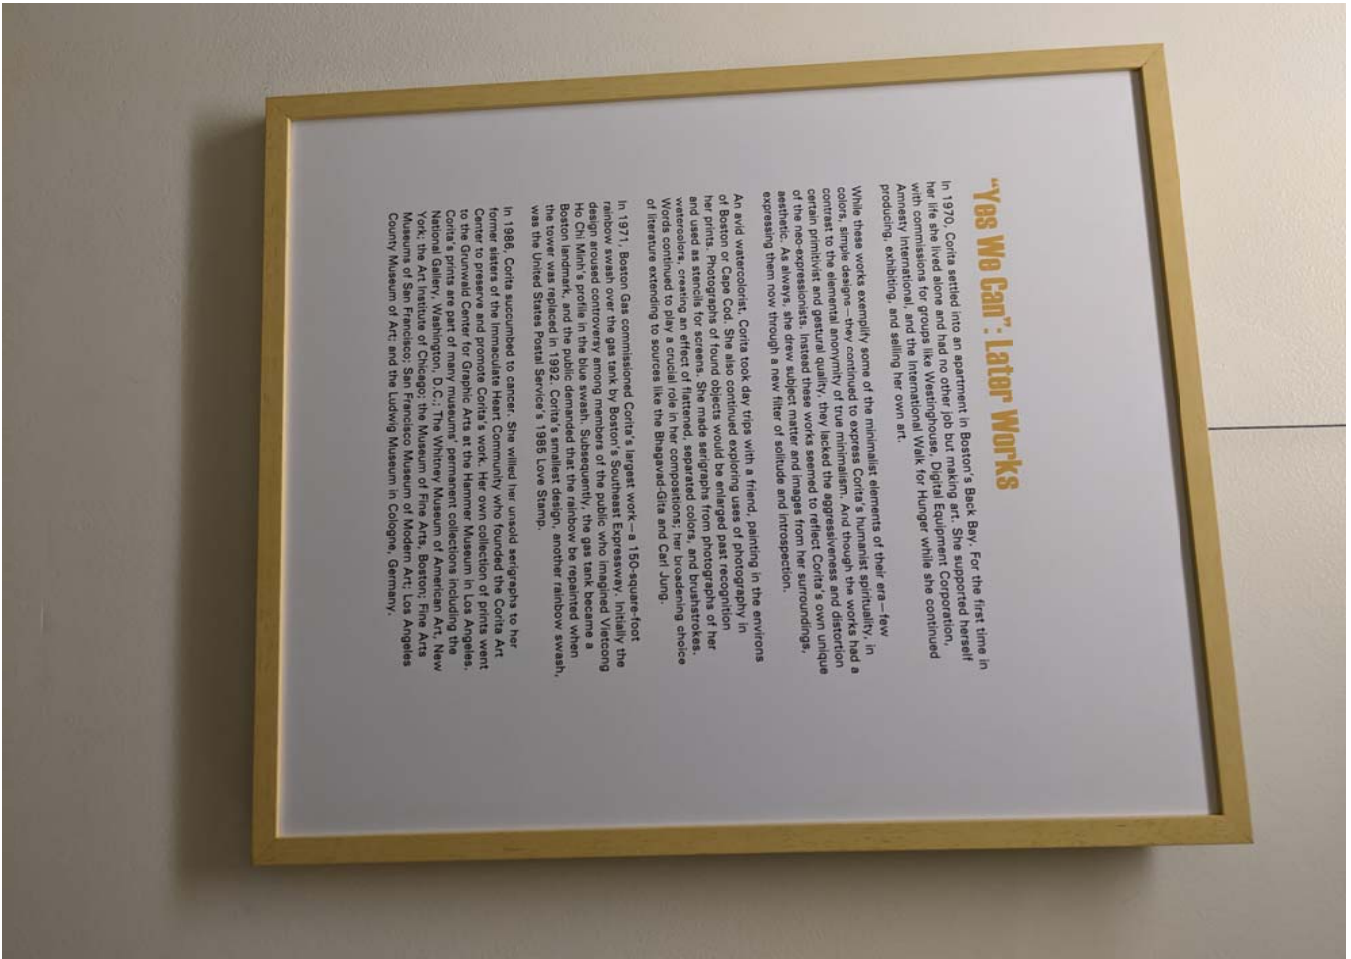 "Yes We Can": Later Works
In 1970, Corita settled into an apartment in Boston's Back Bay. For the first time in
her life she lived alone and had no other job but making art. She supported herself
with commissions for groups like Westinghouse, Digital Equipment Corporation,
Amnesty International, and the International Walk for Hunger while she continued
producing, exhibiting, and selling her own art.
While these works exemplify some of the minimalist elements of their era—few
colors, simple designs—they continued to express Corita's humanist spirituality, in
contrast to the elemental anonymity of true minimalism. And though the works had a
certain primitivist and gestural quality, they lacked the aggressiveness and distortion
of the neo-expressionists. Instead these works seemed to reflect Corita's own unique
aesthetic. As always, she drew subject matter and images from her surroundings,
expressing them now through a new filter of solitude and introspection.
An avid watercolorist, Corita took day trips with a friend, painting in the environs
of Boston or Cape Cod. She also continued exploring uses of photography in
her prints. Photographs of found objects would be enlarged past recognition
and used as stencils for screens. She made serigraphs from photographs of her
watercolors, creating an effect of flattened, separated colors, and brushstrokes.
Words continued to play a crucial role in her compositions; her broadening choice
of literature extending to sources like the Bhagavad-Gita and Carl Jung.
In 1971, Boston Gas commissioned Corita's largest work—a 150-square-foot
rainbow swash over the gas tank by Boston's Southeast Expressway. Initially the
design aroused controversy among members of the public who imagined Vietcong
Ho Chi Minh's profile in the blue swash. Subsequently, the gas tank became a
Boston landmark, and the public demanded that the rainbow be repainted when
the tower was replaced in 1992. Corita's smallest design, another rainbow swash,
was the United States Postal Service's 1985 Love Stamp.
In 1986, Corita succumbed to cancer. She willed her unsold serigraphs to her
former sisters of the Immaculate Heart Community who founded the Corita Art
Center to preserve and promote Corita's work. Her own collection of prints went
to the Grunwald Center for Graphic Arts at the Hammer Museum in Los Angeles.
Corita's prints are part of many museums' permanent collections including the
National Gallery, Washington, D.C.; The Whitney Museum of American Art, New
York; the Art Institute of Chicago; the Museum of Fine Arts, Boston; Fine Arts
Museums of San Francisco; San Francisco Museum of Modern Art; Los Angeles
County Museum of Art; and the Ludwig Museum in Cologne, Germany.